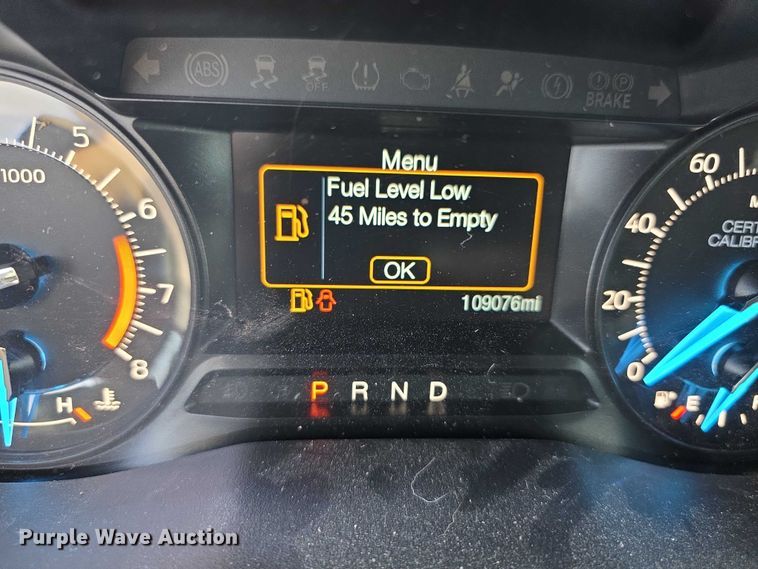 ABS
OFF
BRAKE
Menu
Fuel Level Low
45 Miles to Empty
OK
109076mi
P R N D
1000
5
6
7
8
H
60
40
20
0
CERT
CALIB
E
Purple Wave Auction